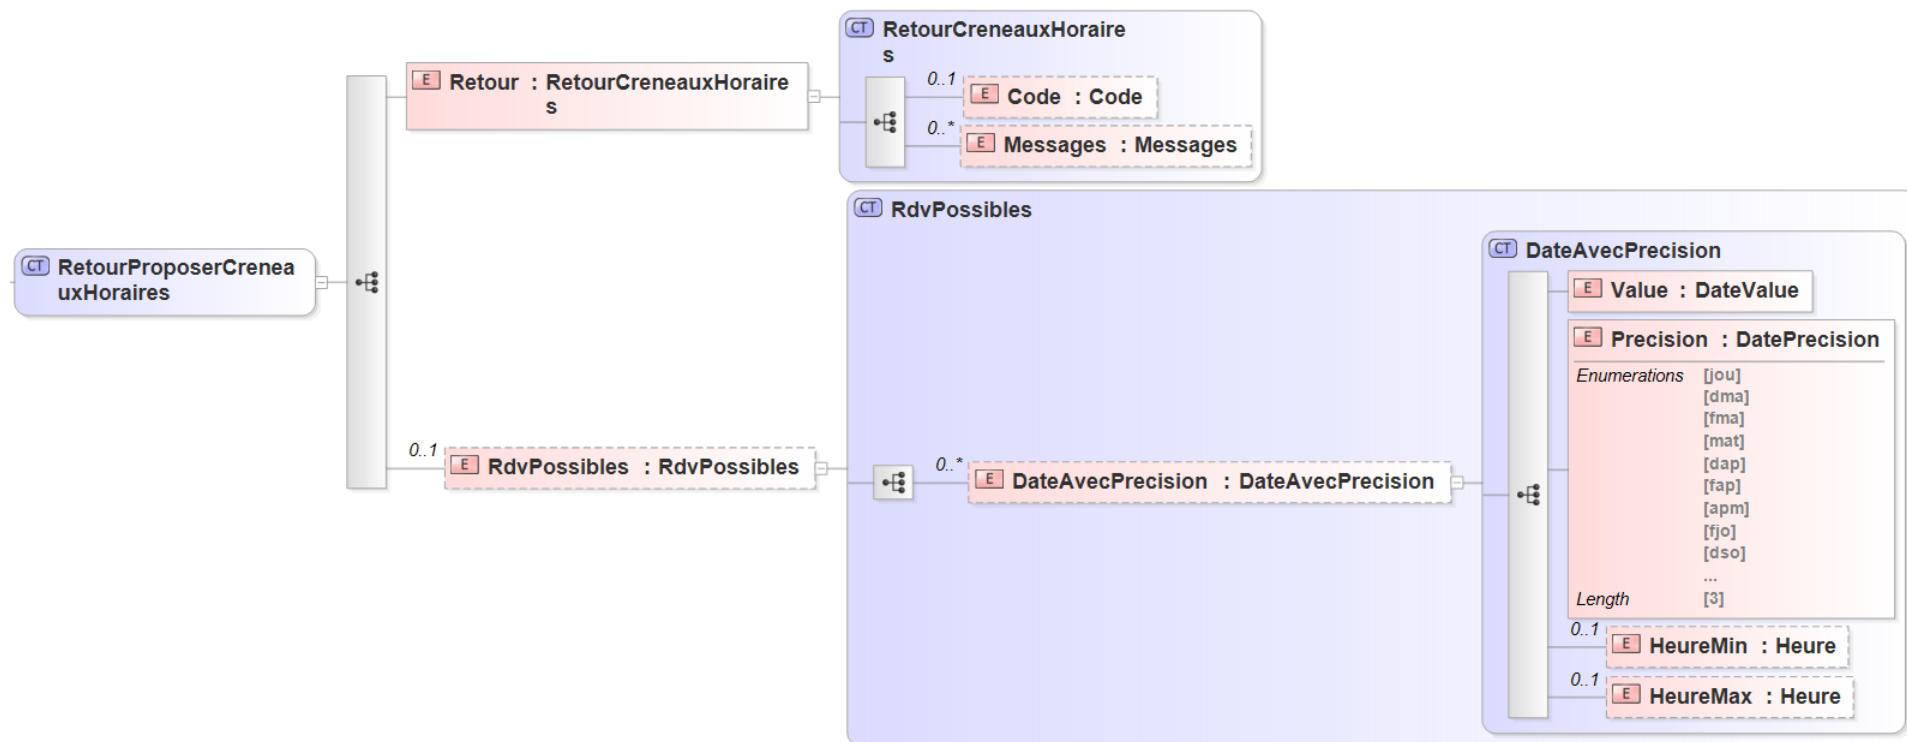 CT RetourCreneauxHoraire
s
0..1
E Code : Code
0..*
E Messages : Messages
E Retour : RetourCreneauxHoraire
s
CT RetourProposerCrenea
uxHoraires
CT RdvPossibles
0..1
E RdvPossibles : RdvPossibles
0..*
E DateAvecPrecision : DateAvecPrecision
CT DateAvecPrecision
E Value : DateValue
E Precision : DatePrecision
Enumerations [jou]
[dma]
[fma]
[mat]
[dap]
[fap]
[apm]
[fjo]
[dso]
...
Length [3]
0..1
E HeureMin : Heure
0..1
E HeureMax : Heure